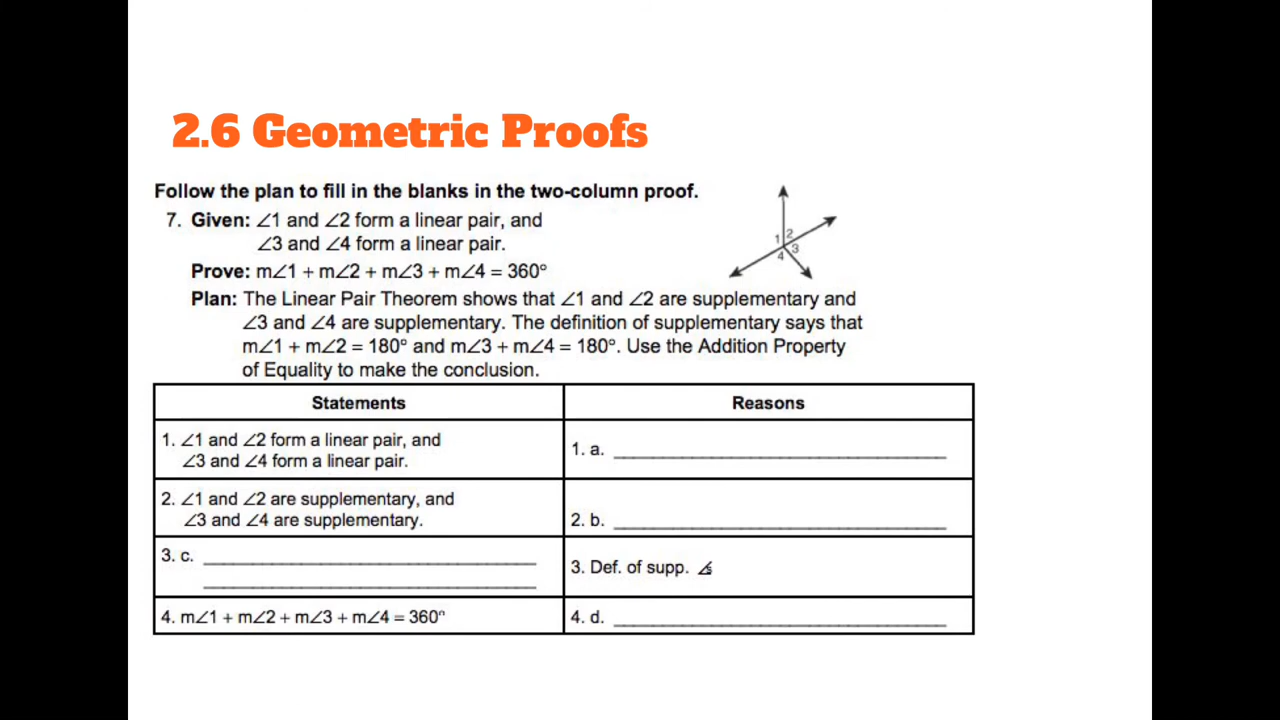 2.6 Geometric Proofs
Follow the plan to fill in the blanks in the two-column proof.
7. Given: ∠1 and ∠2 form a linear pair, and
∠3 and ∠4 form a linear pair.
Prove: m∠1 + m∠2 + m∠3 + m∠4 = 360°
1 2
3
4
Plan: The Linear Pair Theorem shows that ∠1 and ∠2 are supplementary and
∠3 and ∠4 are supplementary. The definition of supplementary says that
m∠1 + m∠2 = 180° and m∠3 + m∠4 = 180°. Use the Addition Property
of Equality to make the conclusion.
Statements
Reasons
1. ∠1 and ∠2 form a linear pair, and
∠3 and ∠4 form a linear pair.
1. a. ____________________
2. ∠1 and ∠2 are supplementary, and
∠3 and ∠4 are supplementary.
2. b. ____________________
3. c. ____________________
____________________
3. Def. of supp. ∠s
4. m∠1 + m∠2 + m∠3 + m∠4 = 360°
4. d. ____________________